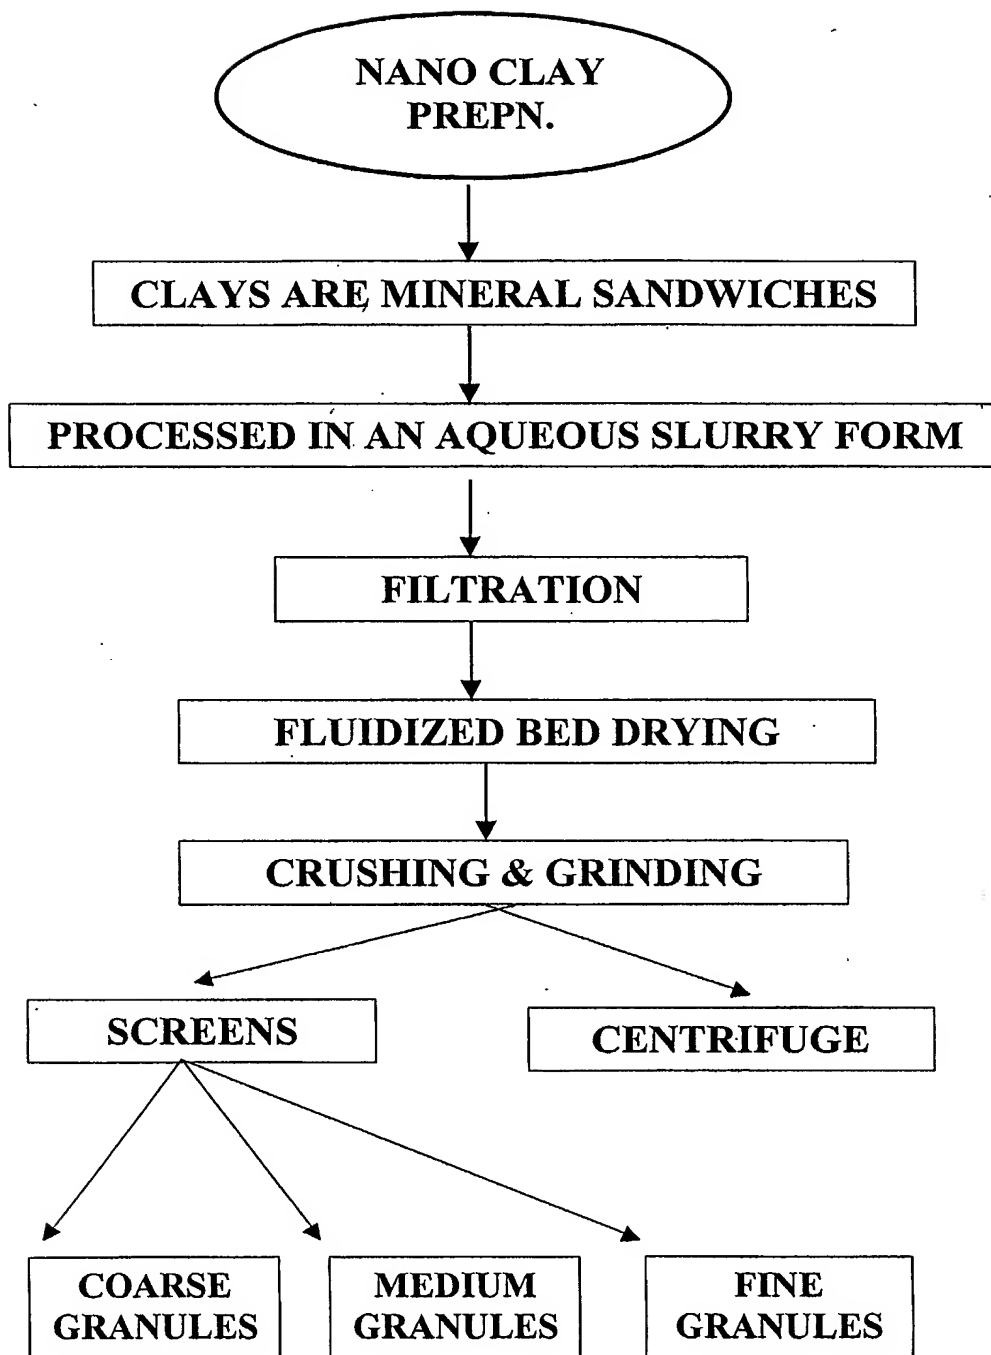 NANO CLAY
PREPN.
CLAYS ARE MINERAL SANDWICHES
PROCESSED IN AN AQUEOUS SLURRY FORM
FILTRATION
FLUIDIZED BED DRYING
CRUSHING & GRINDING
SCREENS
CENTRIFUGE
COARSE
GRANULES
MEDIUM
GRANULES
FINE
GRANULES